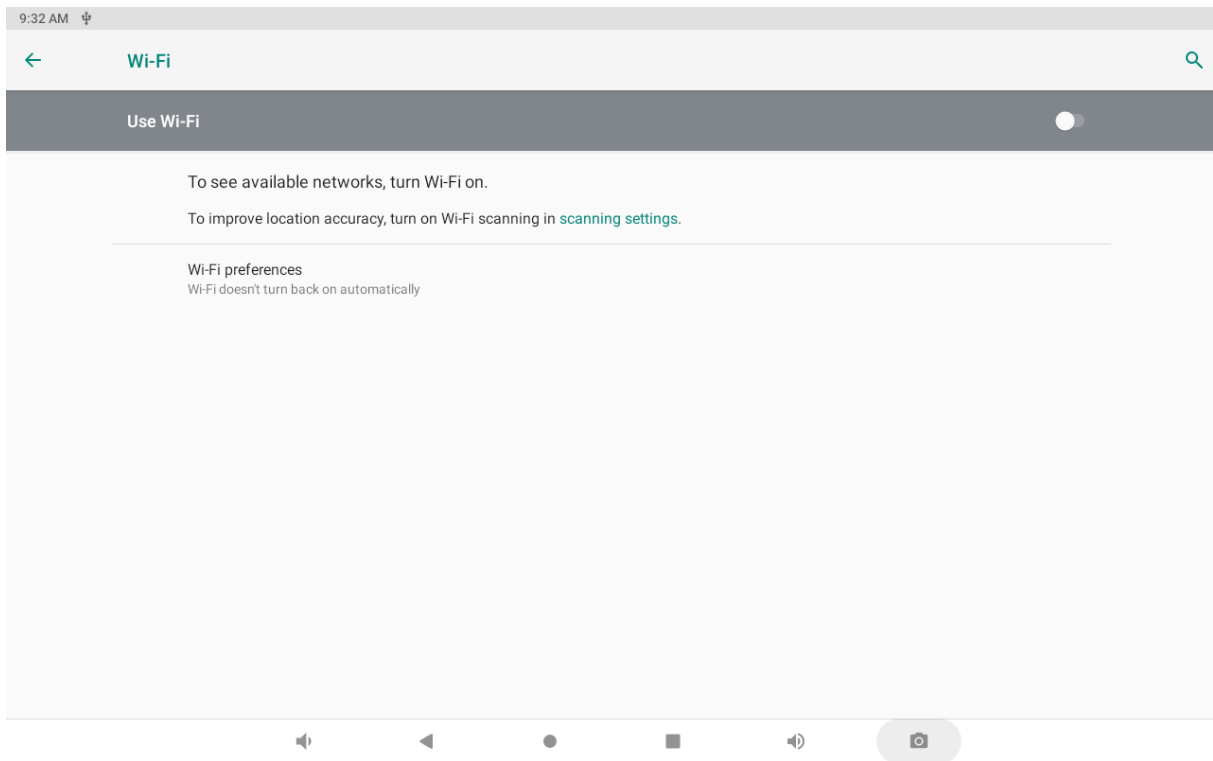 9:32 AM
Wi-Fi
Use Wi-Fi
To see available networks, turn Wi-Fi on.
To improve location accuracy, turn on Wi-Fi scanning in scanning settings.
Wi-Fi preferences
Wi-Fi doesn't turn back on automatically